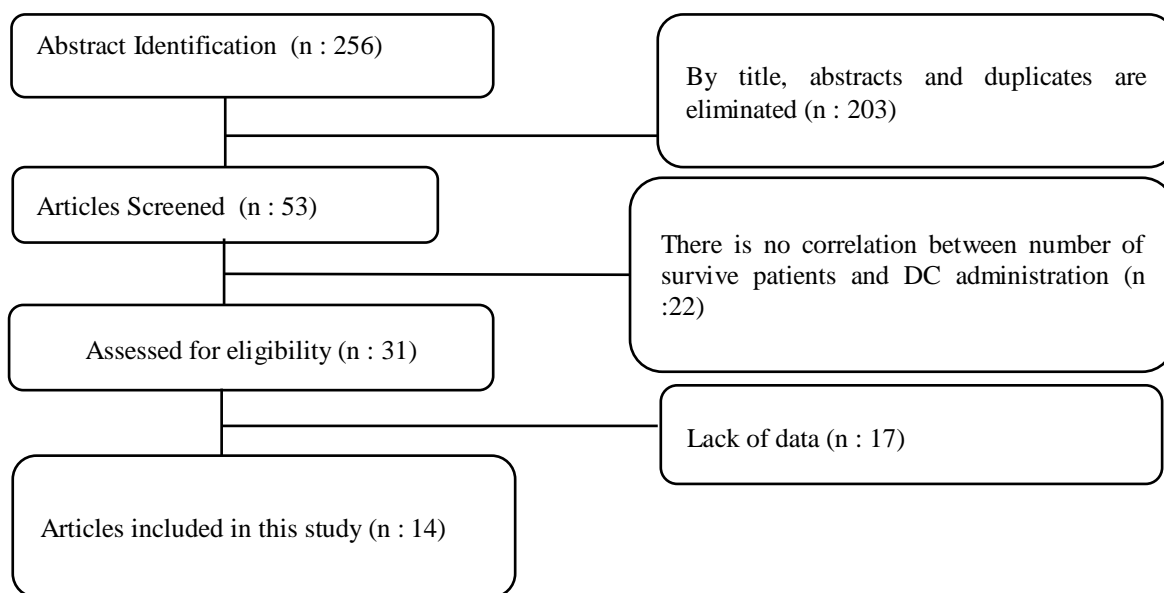 Abstract Identification (n : 256)
By title, abstracts and duplicates are
eliminated (n : 203)
Articles Screened (n : 53)
There is no correlation between number of
survive patients and DC administration (n
:22)
Assessed for eligibility (n : 31)
Lack of data (n : 17)
Articles included in this study (n : 14)